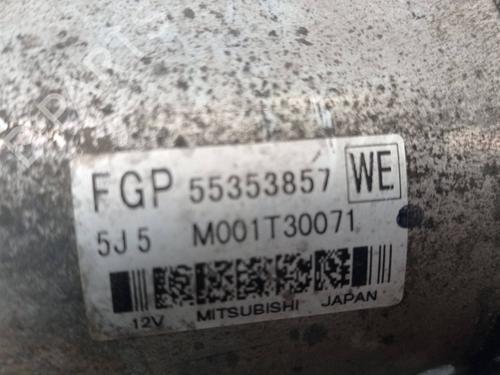 FGP 55353857 WE
5J5 M001T30071
12V MITSUBISHI JAPAN